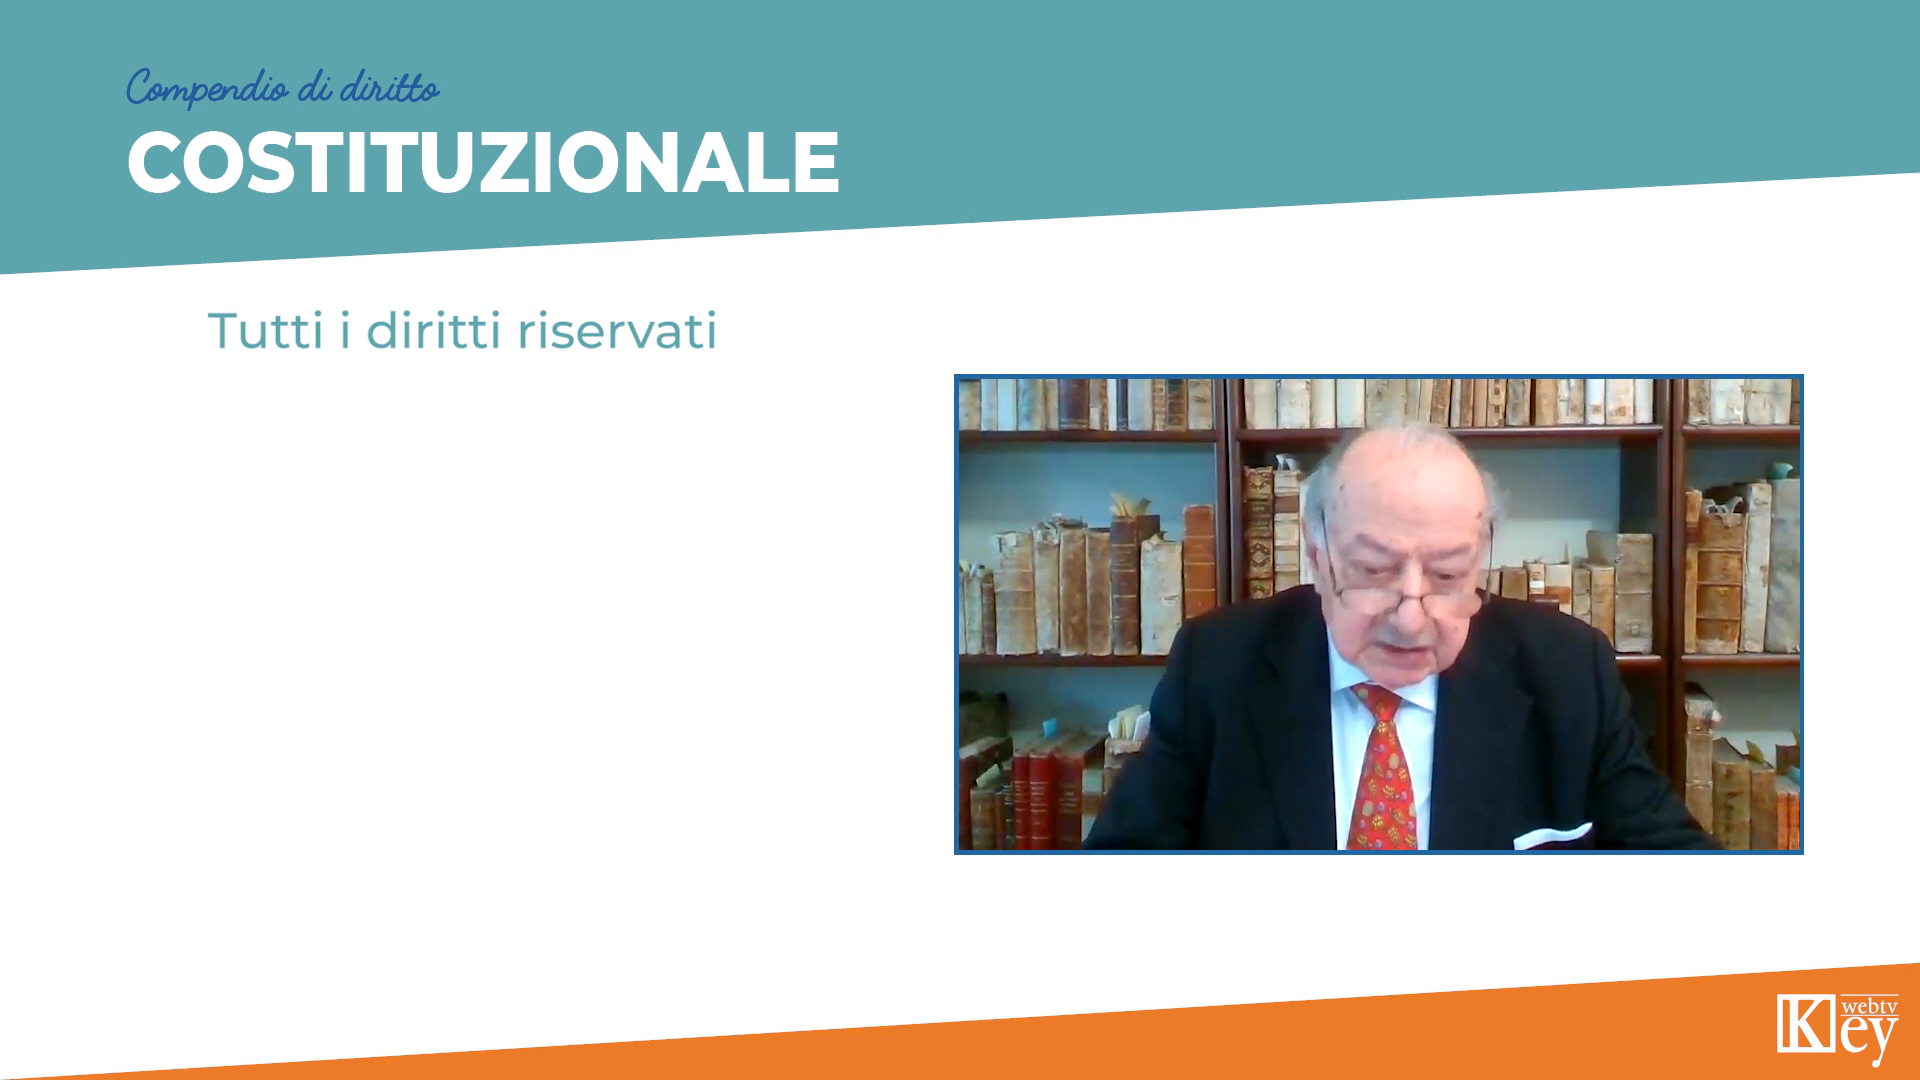 Compendio di diritto
COSTITUZIONALE
Tutti i diritti riservati
Key
webtv